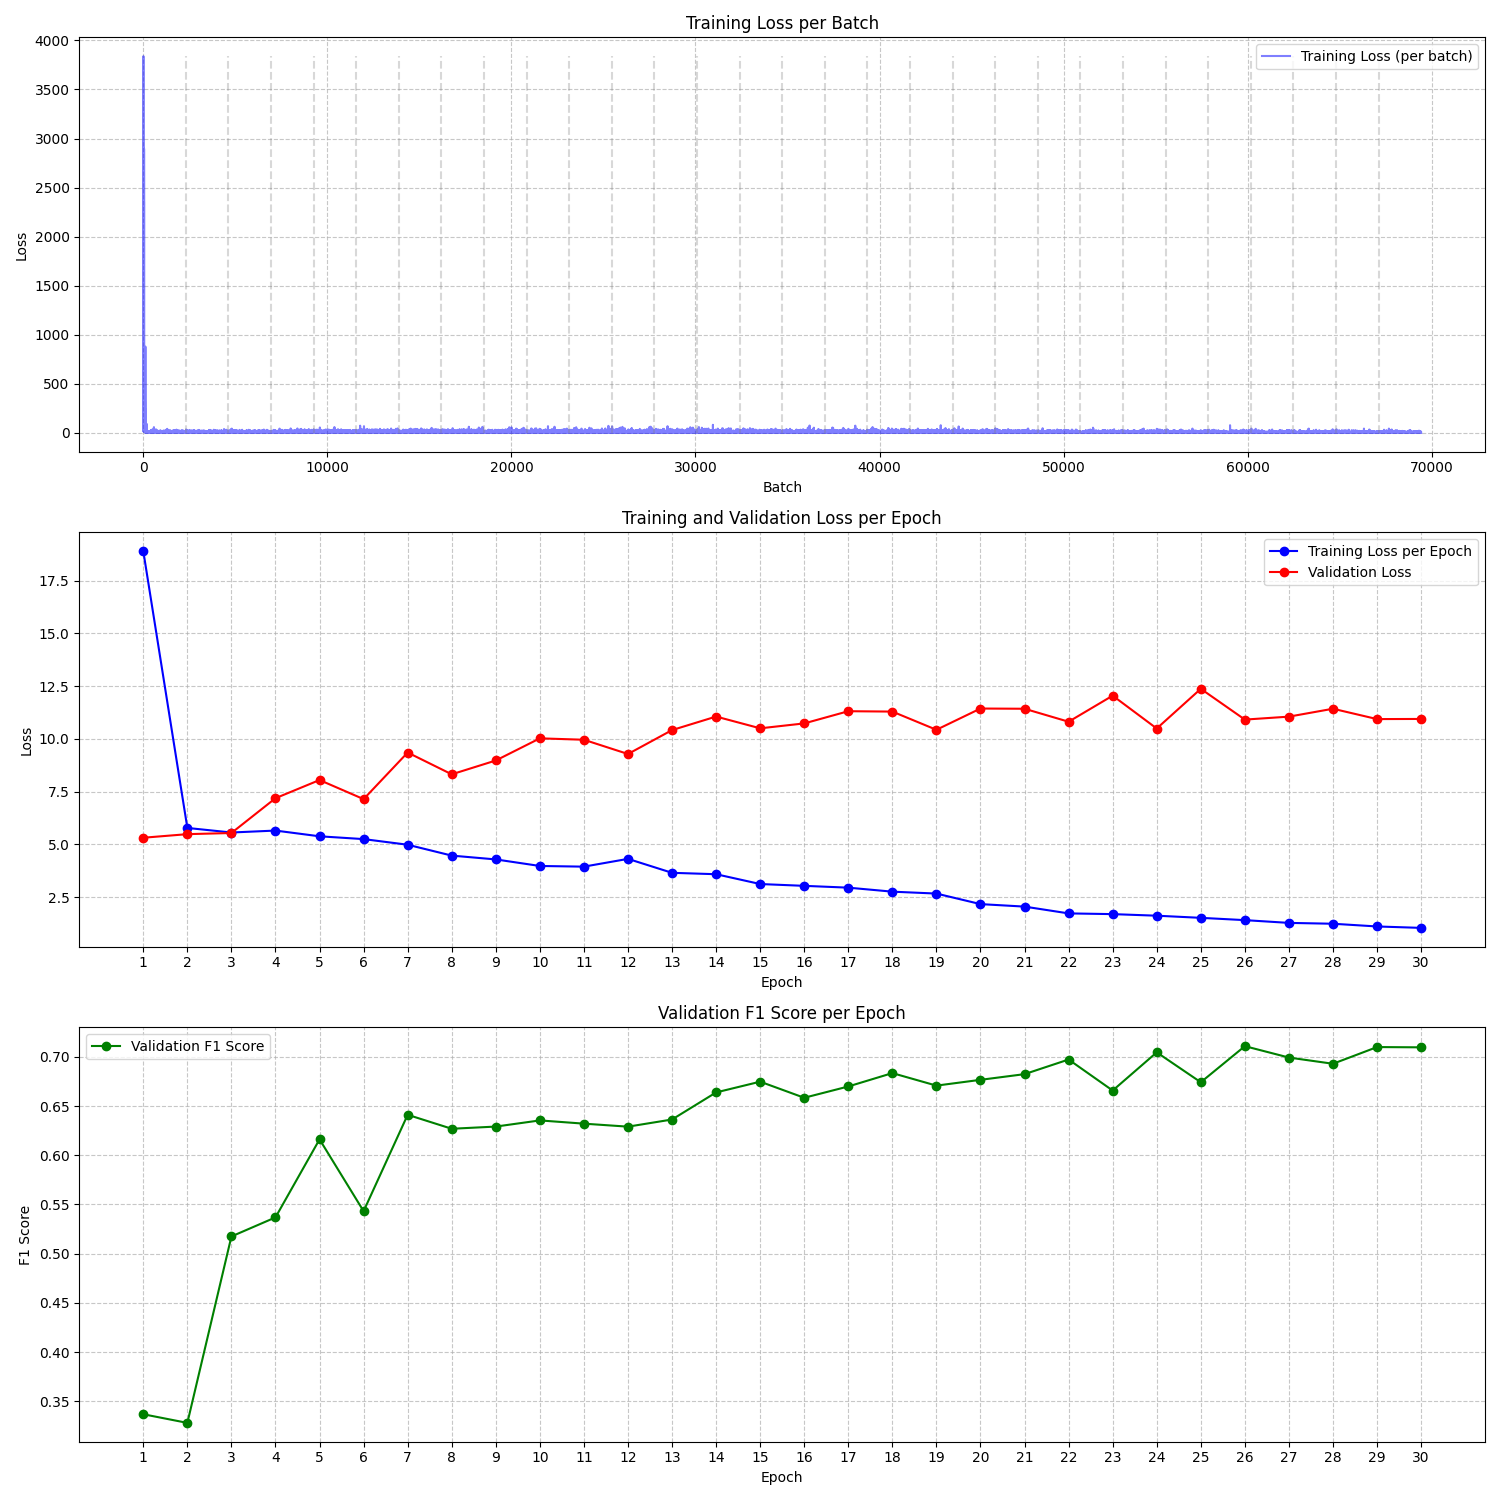 Training Loss per Batch
4000
3500
3000
2500
2000
1500
1000
500
0
Loss
Training Loss (per batch)
0 10000 20000 30000 40000 50000 60000 70000
Batch
Training and Validation Loss per Epoch
17.5
15.0
12.5
10.0
7.5
5.0
2.5
Loss
Training Loss per Epoch
Validation Loss
1 2 3 4 5 6 7 8 9 10 11 12 13 14 15 16 17 18 19 20 21 22 23 24 25 26 27 28 29 30
Epoch
Validation F1 Score per Epoch
0.70
0.65
0.60
0.55
0.50
0.45
0.40
0.35
F1 Score
Validation F1 Score
1 2 3 4 5 6 7 8 9 10 11 12 13 14 15 16 17 18 19 20 21 22 23 24 25 26 27 28 29 30
Epoch